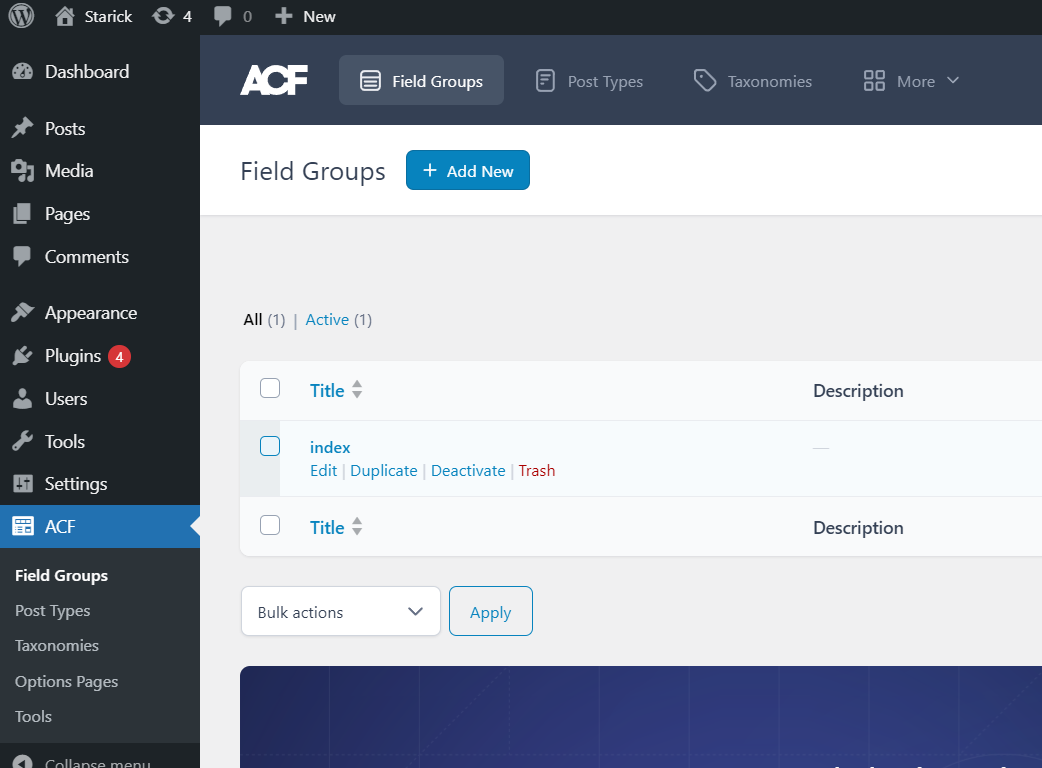 Starick 4 0 New
Dashboard
Posts
Media
Pages
Comments
Appearance
Plugins 4
Users
Tools
Settings
ACF
Field Groups
Post Types
Taxonomies
Options Pages
Tools
Collapse menu
ACF Field Groups Post Types Taxonomies More
Field Groups + Add New
All (1) | Active (1)
Title Description
index —
Edit | Duplicate | Deactivate | Trash
Title Description
Bulk actions Apply